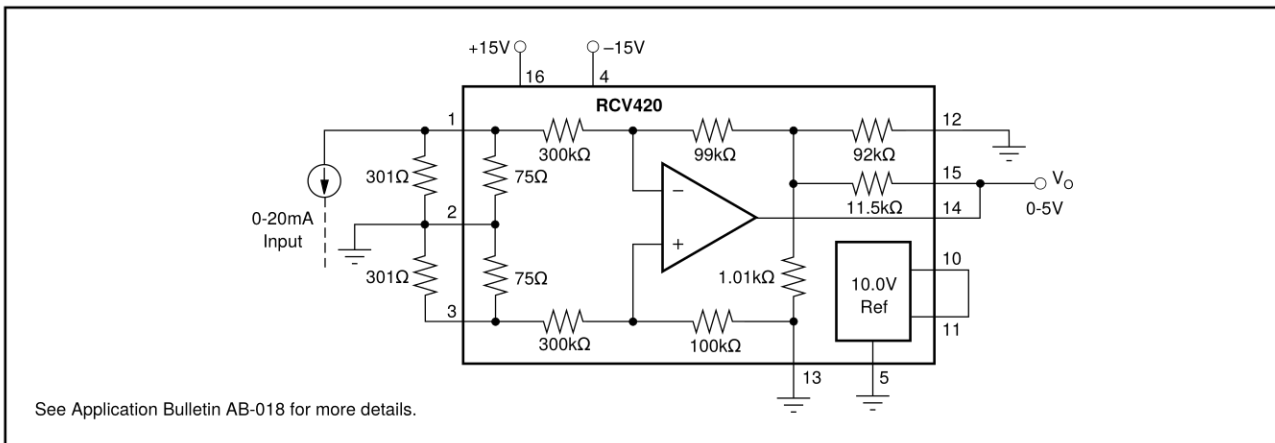 +15V –15V
16 4
RCV420
1 12
300kΩ 99kΩ 92kΩ
301Ω 75Ω
15 V_O
11.5kΩ 0-5V
14
0-20mA
Input
2
– +
10
301Ω 75Ω 1.01kΩ 10.0V
Ref
3 11
300kΩ 100kΩ
13 5
See Application Bulletin AB-018 for more details.